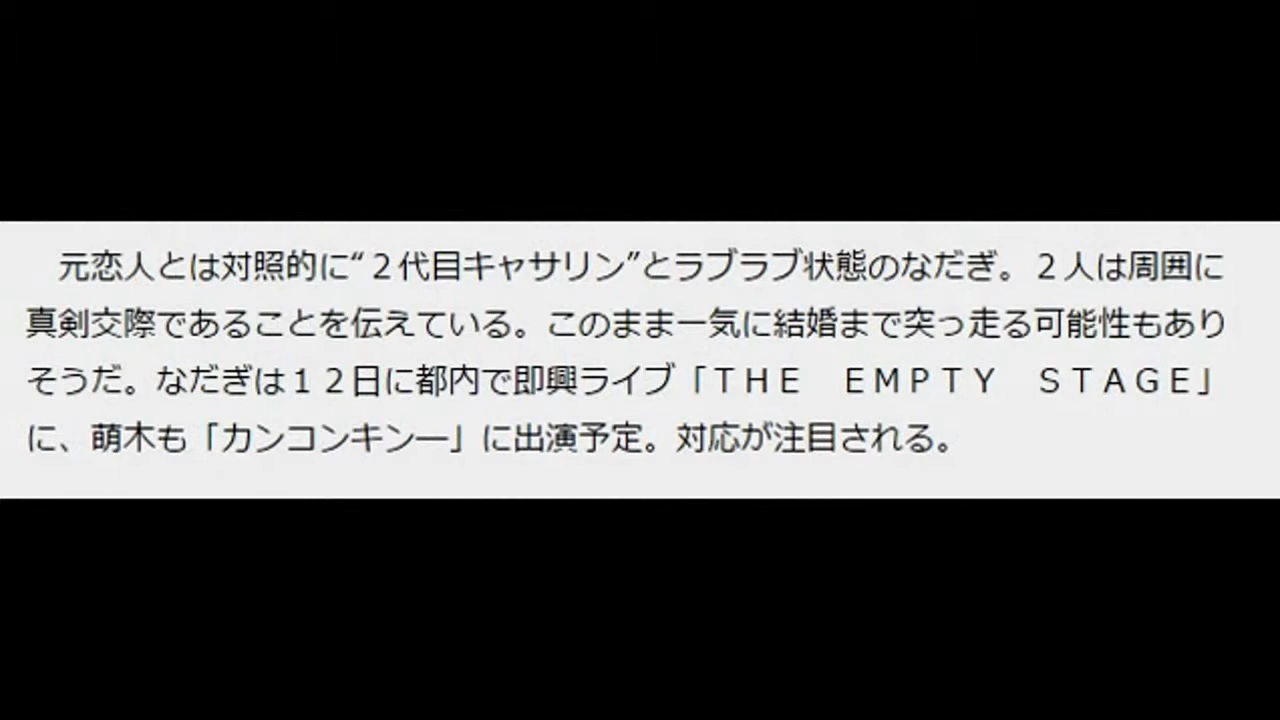 元恋人とは対照的に“２代目キャサリン”とラブラブ状態のなだぎ。２人は周囲に
真剣交際であることを伝えている。このまま一気に結婚まで突っ走る可能性もあり
そうだ。なだぎは１２日に都内で即興ライブ「ＴＨＥ　ＥＭＰＴＹ　ＳＴＡＧＥ」
に、萌木も「カンコンキンー」に出演予定。対応が注目される。